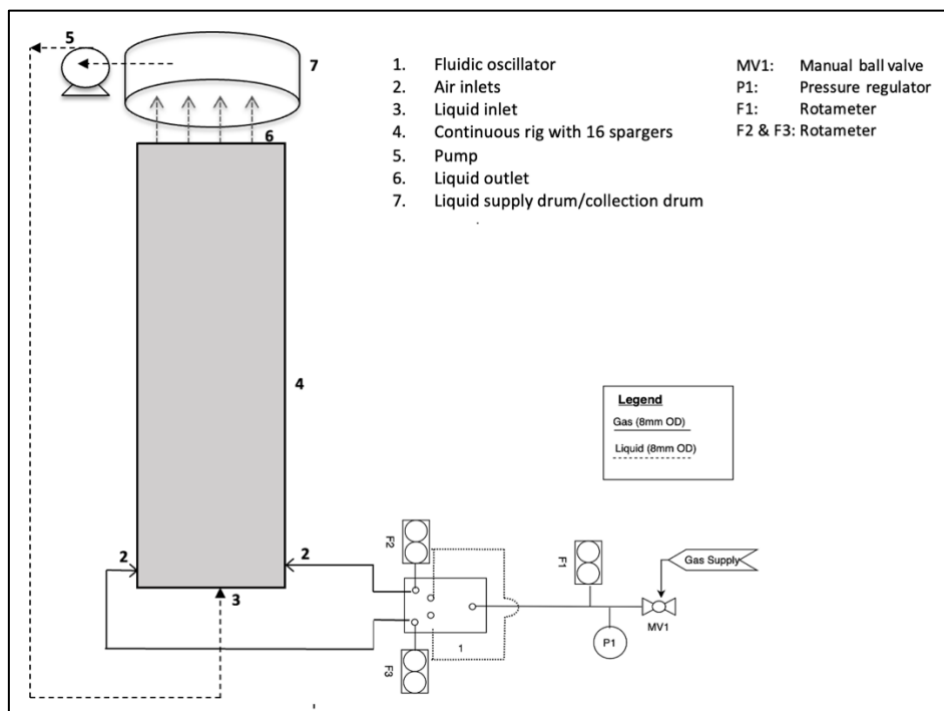 5
7
6
4
2
2
3
1. Fluidic oscillator
2. Air inlets
3. Liquid inlet
4. Continuous rig with 16 spargers
5. Pump
6. Liquid outlet
7. Liquid supply drum/collection drum
MV1: Manual ball valve
P1: Pressure regulator
F1: Rotameter
F2 & F3: Rotameter
Legend
Gas (8mm OD)
Liquid (8mm OD)
F2
F1
Gas Supply
MV1
P1
1
F3